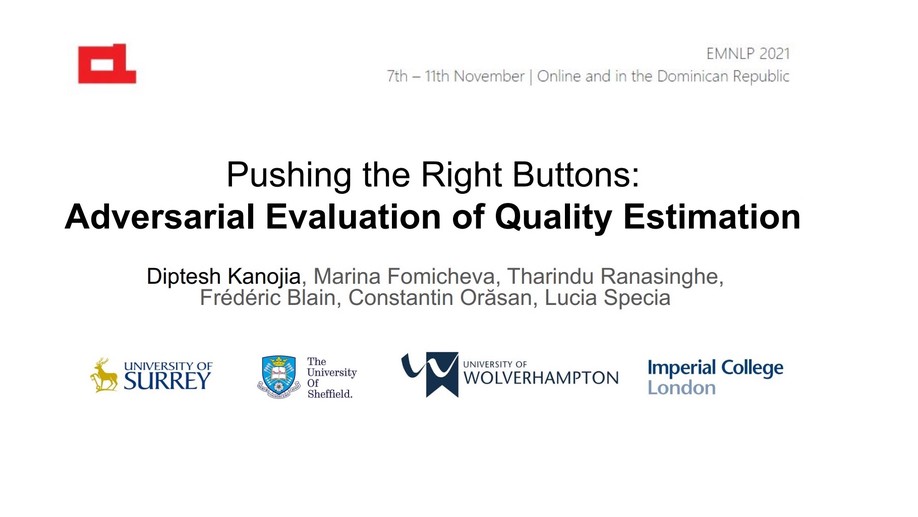 EMNLP 2021
7th – 11th November | Online and in the Dominican Republic
Pushing the Right Buttons:
Adversarial Evaluation of Quality Estimation
Diptesh Kanojia, Marina Fomicheva, Tharindu Ranasinghe,
Frédéric Blain, Constantin Orăsan, Lucia Specia
UNIVERSITY OF
SURREY
The
University
Of
Sheffield.
UNIVERSITY OF
WOLVERHAMPTON
Imperial College
London